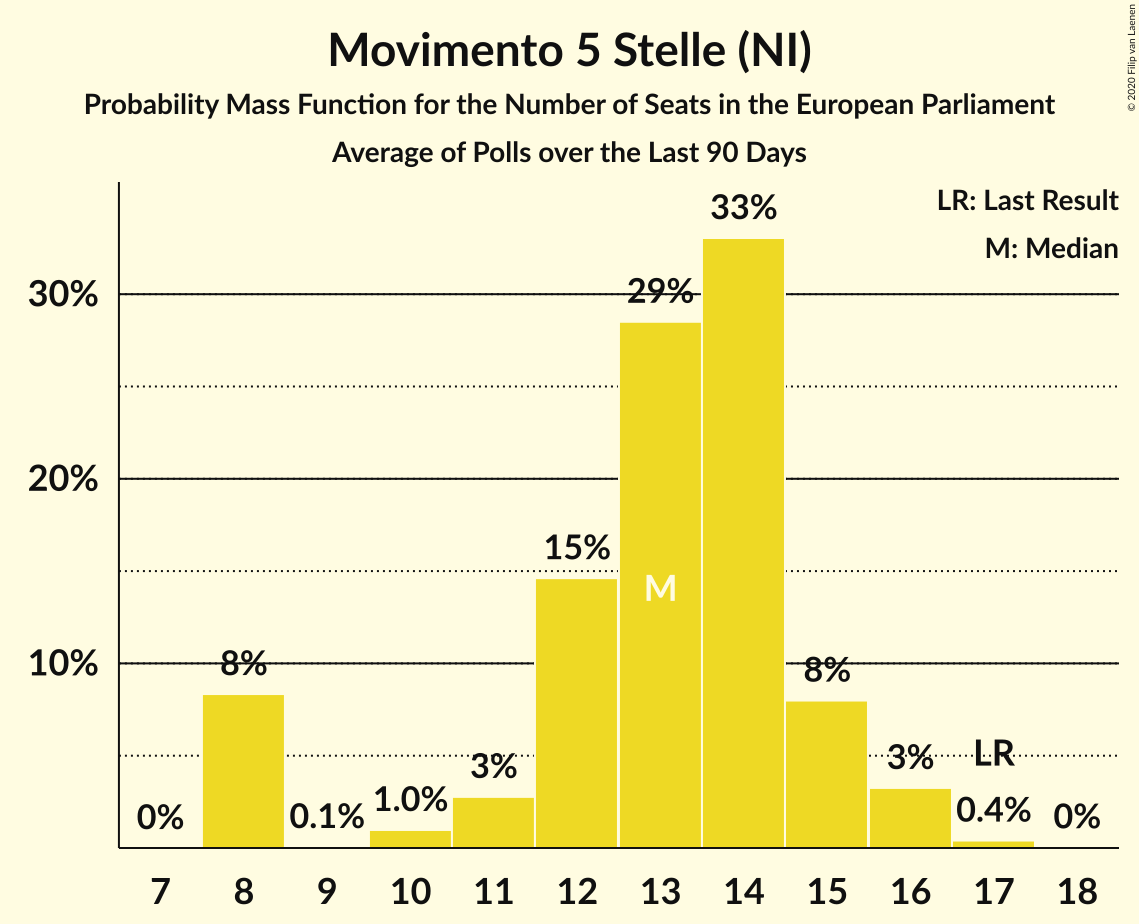 Movimento 5 Stelle (NI)
Probability Mass Function for the Number of Seats in the European Parliament
Average of Polls over the Last 90 Days
© 2020 Filip van Laenen
LR: Last Result
M: Median
30%
20%
10%
0%
8%
0.1%
1.0%
3%
15%
29%
33%
8%
3%
0.4%
0%
M
LR
7 8 9 10 11 12 13 14 15 16 17 18